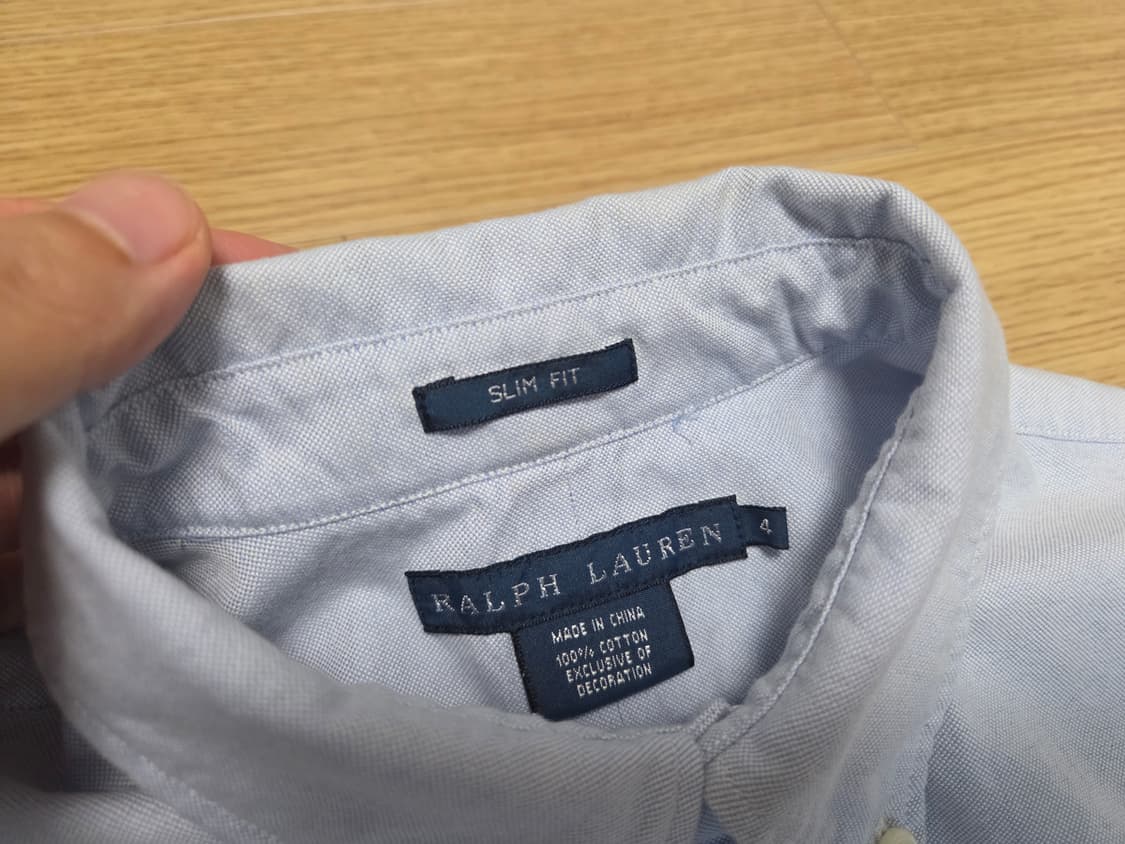 SLIM FIT
RALPH LAUREN 4
MADE IN CHINA
100% COTTON
EXCLUSIVE OF
DECORATION